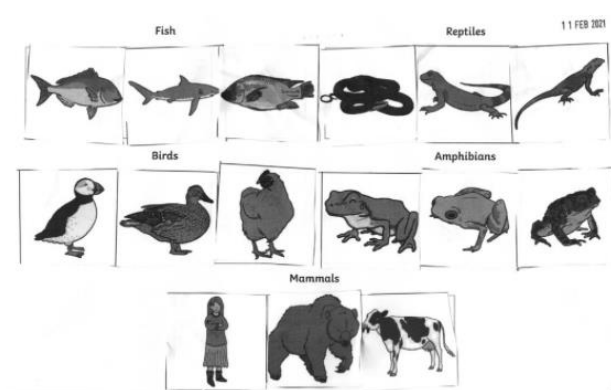 11 FEB 2021
Fish
Reptiles
Birds
Amphibians
Mammals